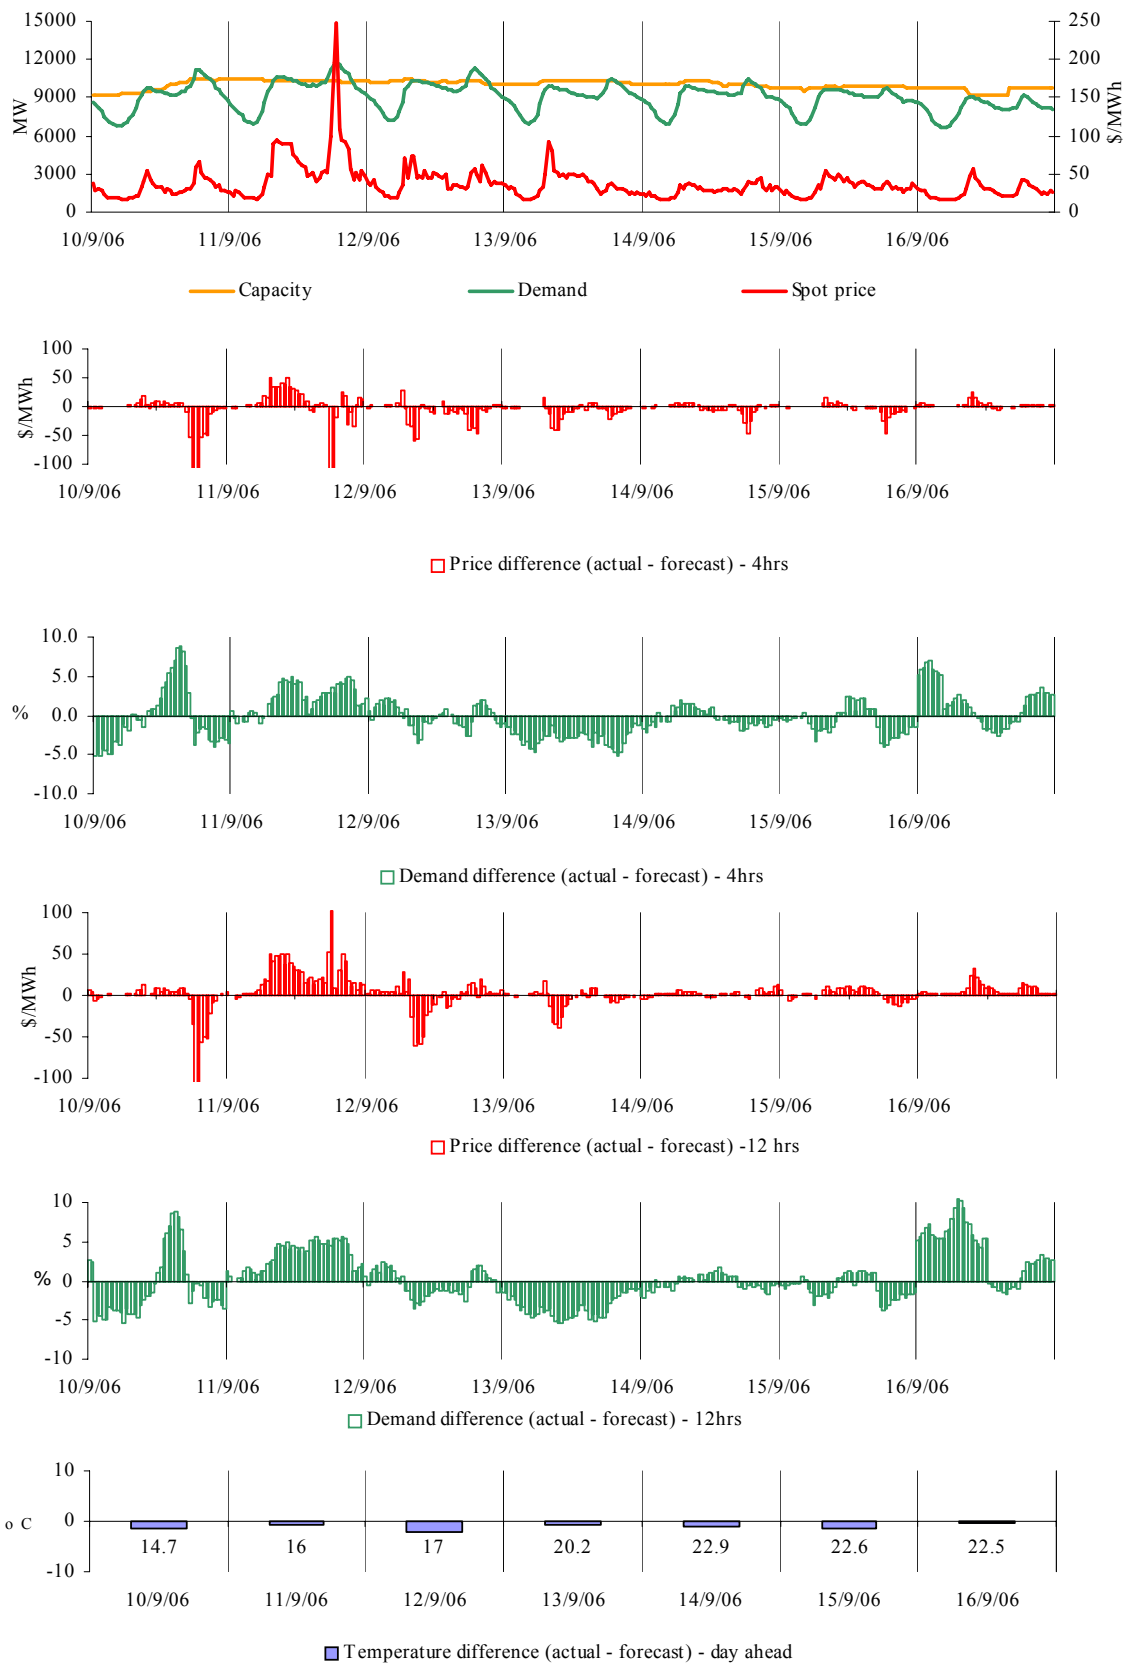 15000 250
12000 200
9000 150
6000 100
3000 50
0 0
MW
$/MWh
10/9/06 11/9/06 12/9/06 13/9/06 14/9/06 15/9/06 16/9/06
Capacity Demand Spot price
100
50
0
-50
-100
$/MWh
10/9/06 11/9/06 12/9/06 13/9/06 14/9/06 15/9/06 16/9/06
Price difference (actual - forecast) - 4hrs
10.0
5.0
% 0.0
-5.0
-10.0
10/9/06 11/9/06 12/9/06 13/9/06 14/9/06 15/9/06 16/9/06
Demand difference (actual - forecast) - 4hrs
100
50
0
-50
-100
$/MWh
10/9/06 11/9/06 12/9/06 13/9/06 14/9/06 15/9/06 16/9/06
Price difference (actual - forecast) -12 hrs
10
5
% 0
-5
-10
10/9/06 11/9/06 12/9/06 13/9/06 14/9/06 15/9/06 16/9/06
Demand difference (actual - forecast) - 12hrs
10
o C 0
14.7 16 17 20.2 22.9 22.6 22.5
-10
10/9/06 11/9/06 12/9/06 13/9/06 14/9/06 15/9/06 16/9/06
Temperature difference (actual - forecast) - day ahead